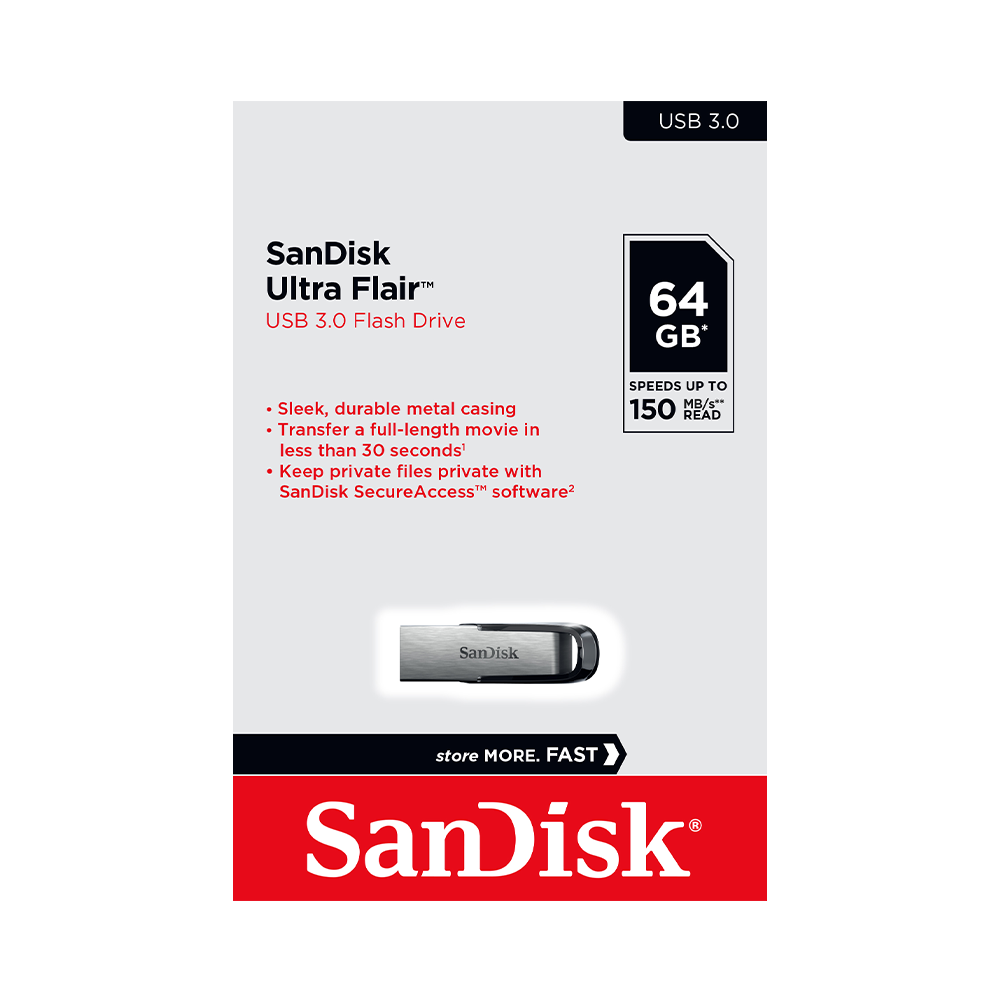 USB 3.0
SanDisk
Ultra Flair™
USB 3.0 Flash Drive
64
GB*
SPEEDS UP TO
150 MB/s**
READ
• Sleek, durable metal casing
• Transfer a full-length movie in
less than 30 seconds¹
• Keep private files private with
SanDisk SecureAccess™ software²
SanDisk
store MORE. FAST
SanDisk®